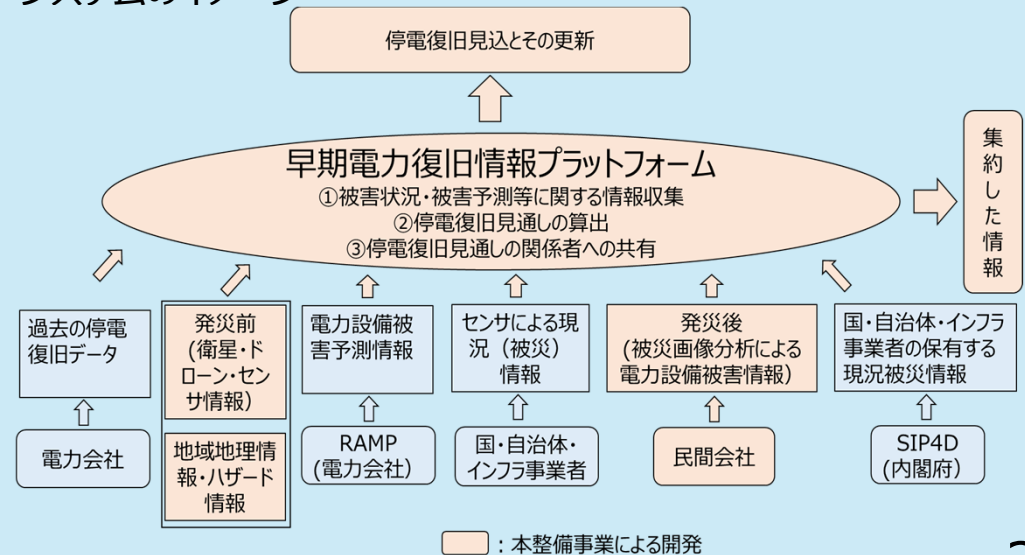 システムのイメージ
停電復旧見込とその更新
早期電力復旧情報プラットフォーム
①被害状況・被害予測等に関する情報収集
②停電復旧見通しの算出
③停電復旧見通しの関係者への共有
集
約
し
た
情
報
過去の停電
復旧データ
発災前
(衛星・ド
ローン・セン
サ情報)
電力設備被
害予測情報
センサによる現
況（被災）
情報
発災後
(被災画像分析による
電力設備被害情報）
国・自治体・インフラ
事業者の保有する
現況被災情報
電力会社
地域地理情
報・ハザード
情報
RAMP
(電力会社）
国・自治体・
インフラ事業者
民間会社
SIP4D
(内閣府）
：本整備事業による開発